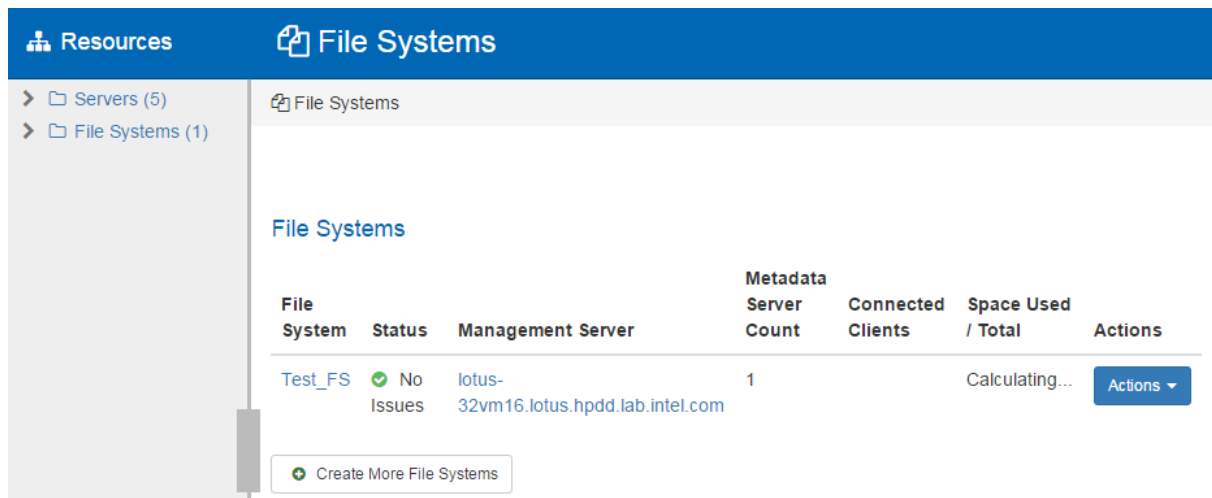 Resources
File Systems
Servers (5)
File Systems (1)
File Systems
File Systems
File System Status Management Server Metadata Server Count Connected Clients Space Used / Total Actions
Test_FS No Issues lotus-32vm16.lotus.hpdd.lab.intel.com 1 Calculating... Actions
Create More File Systems